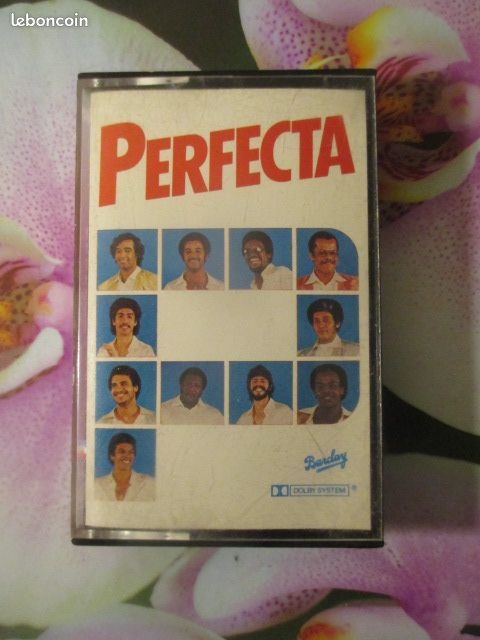 leboncoin
PERFECTA
Barclay
DOLBY SYSTEM ®